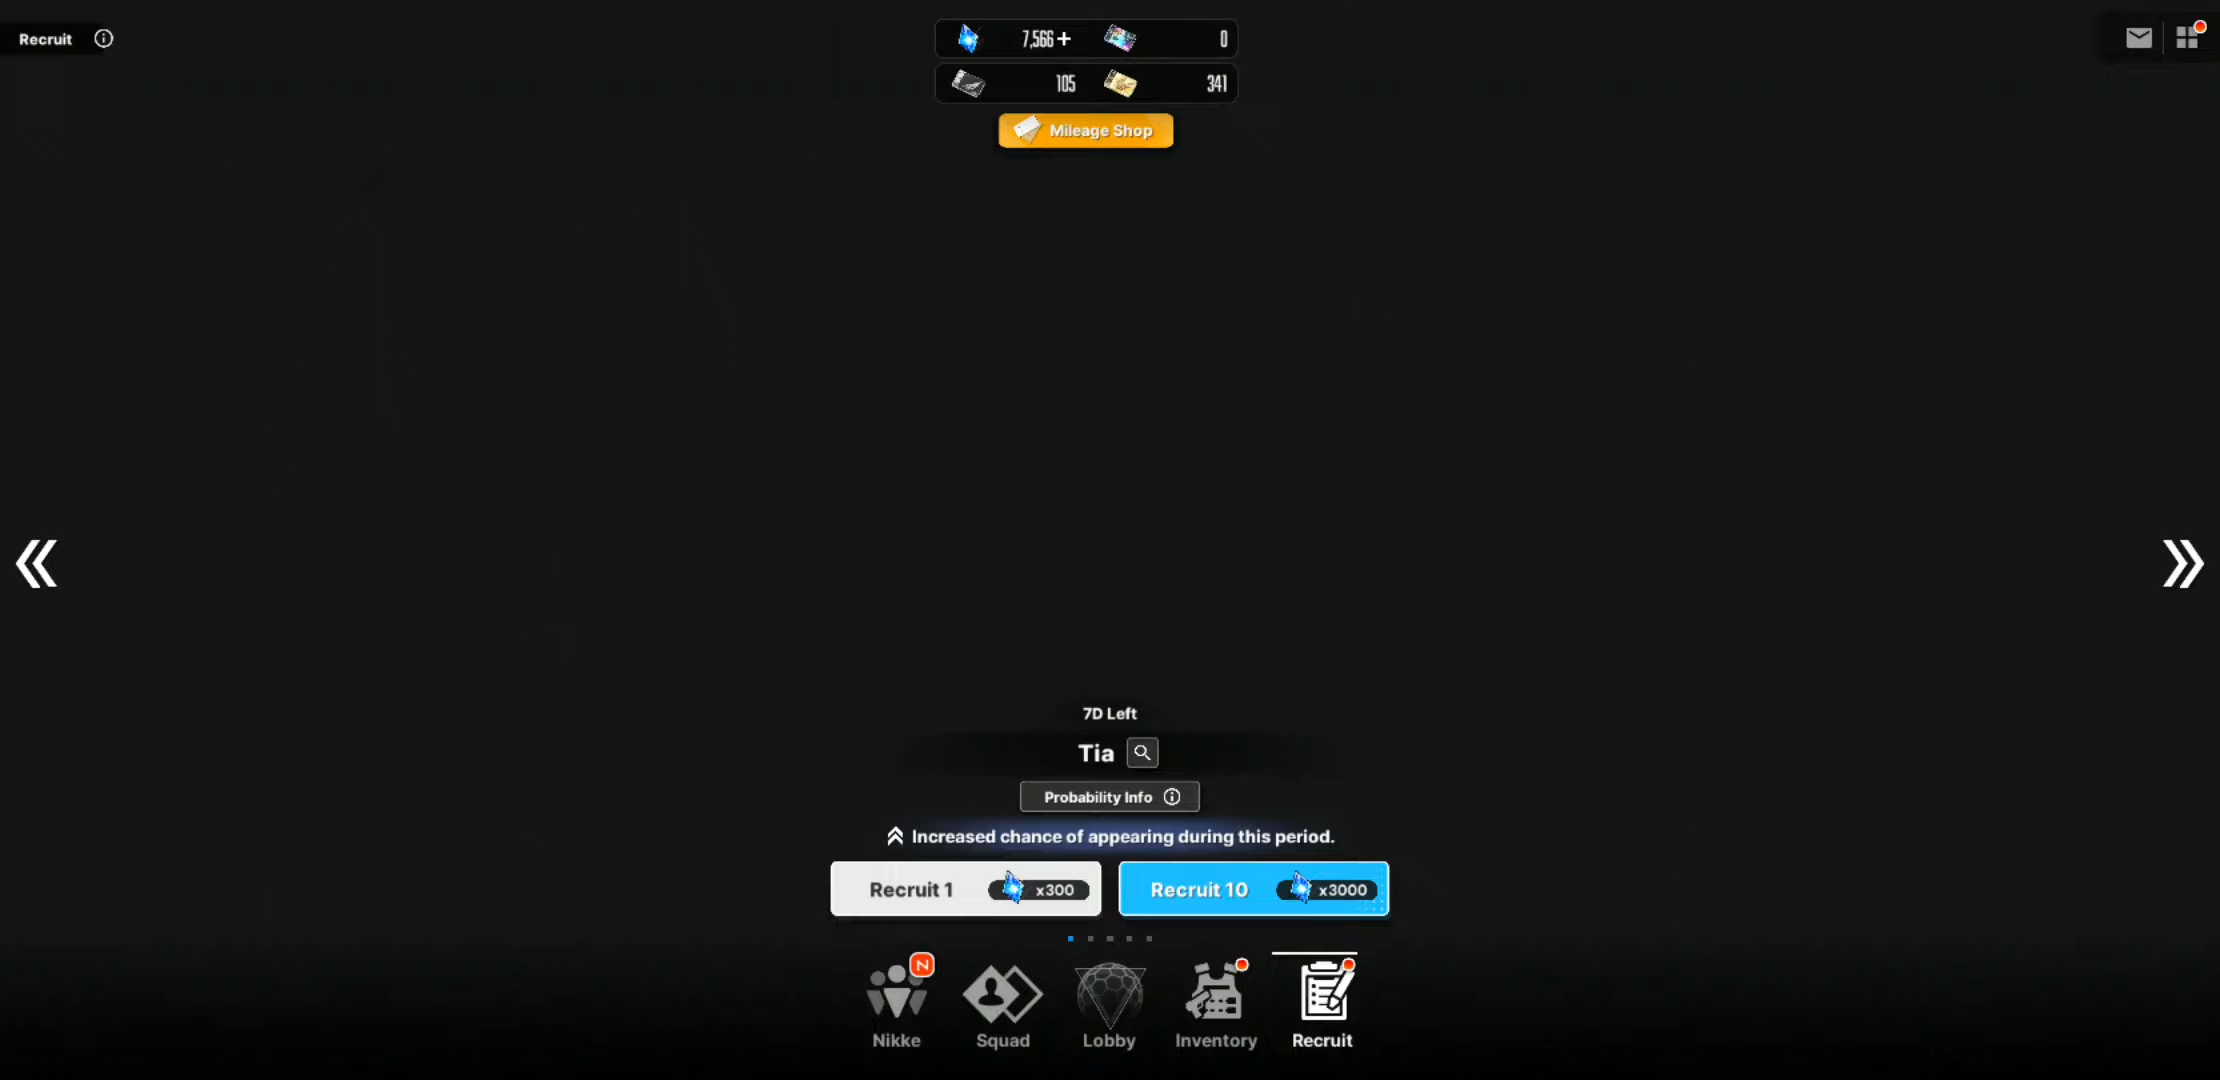 Recruit
7,566+ 0
105 341
Mileage Shop
7D Left
Tia
Probability Info
Increased chance of appearing during this period.
Recruit 1 x300
Recruit 10 x3000
N
Nikke Squad Lobby Inventory Recruit